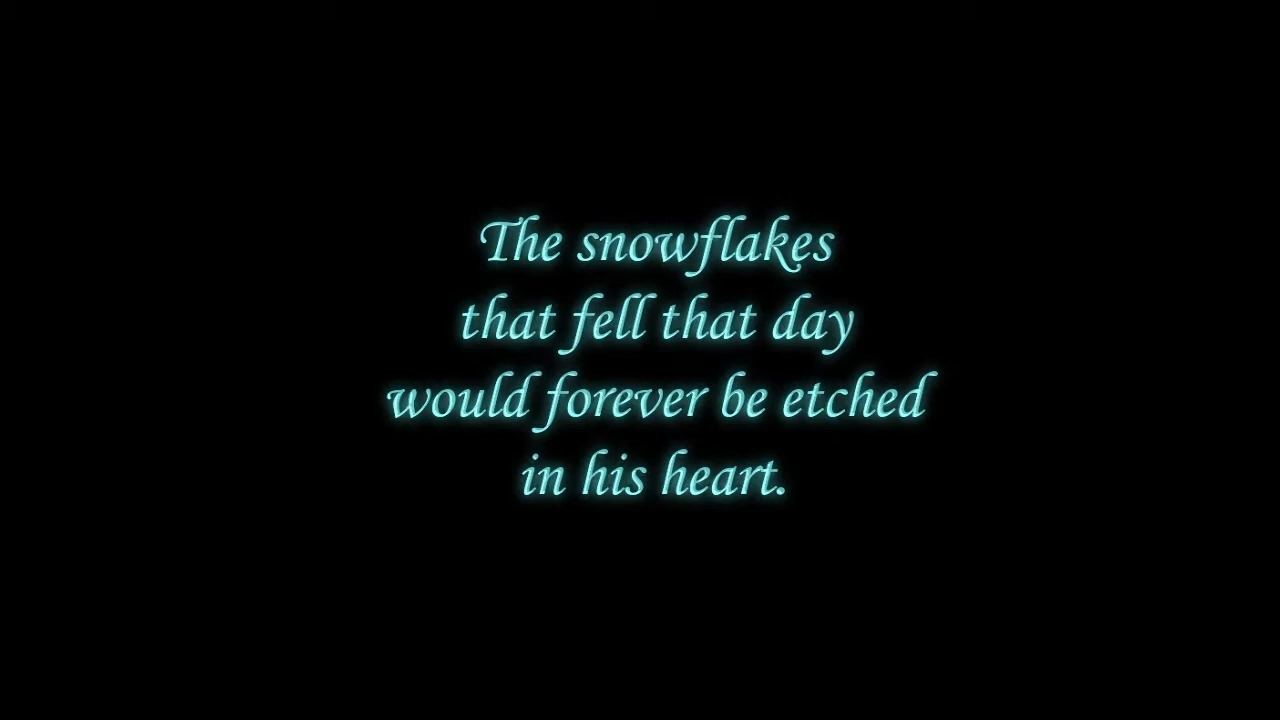 The snowflakes
that fell that day
would forever be etched
in his heart.